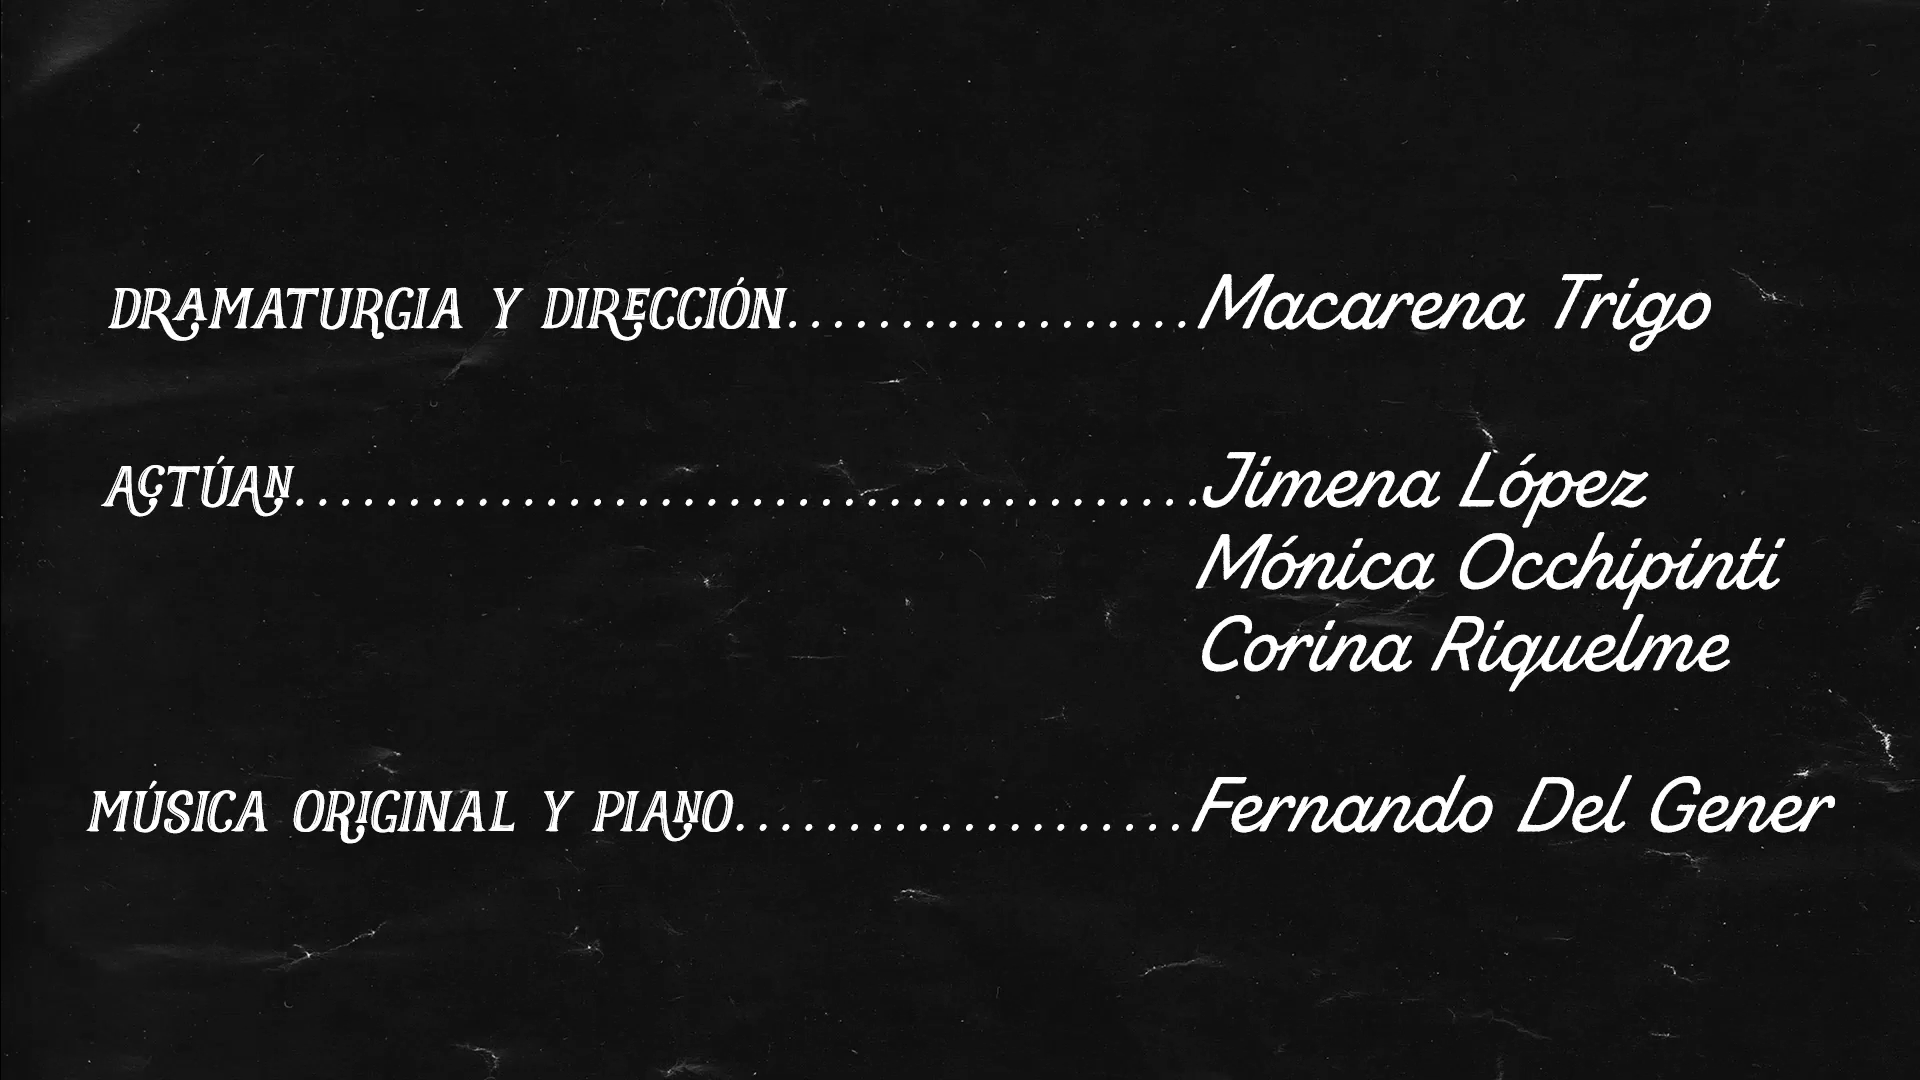 DRAMATURGIA Y DIRECCIÓN..................Macarena Trigo
ACTÚAN........................................Jimena López
Mónica Occhipinti
Corina Riquelme
MÚSICA ORIGINAL Y PIANO....................Fernando Del Gener